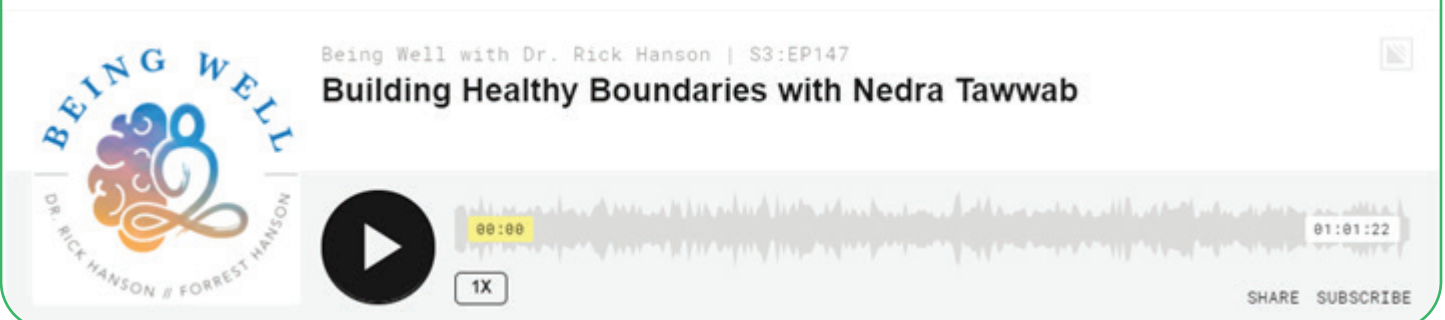 BEING WELL
DR. RICK HANSON // FORREST HANSON
Being Well with Dr. Rick Hanson | S3:EP147
Building Healthy Boundaries with Nedra Tawwab
00:00
01:01:22
1X
SHARE SUBSCRIBE